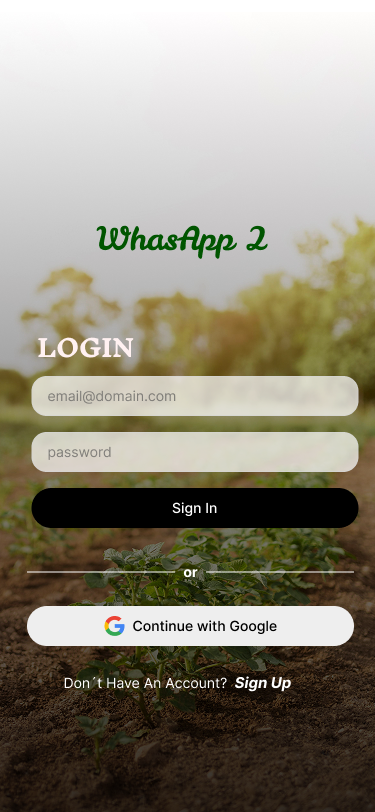 WhasApp 2
LOGIN
email@domain.com
password
Sign In
or
Continue with Google
Don´t Have An Account? Sign Up